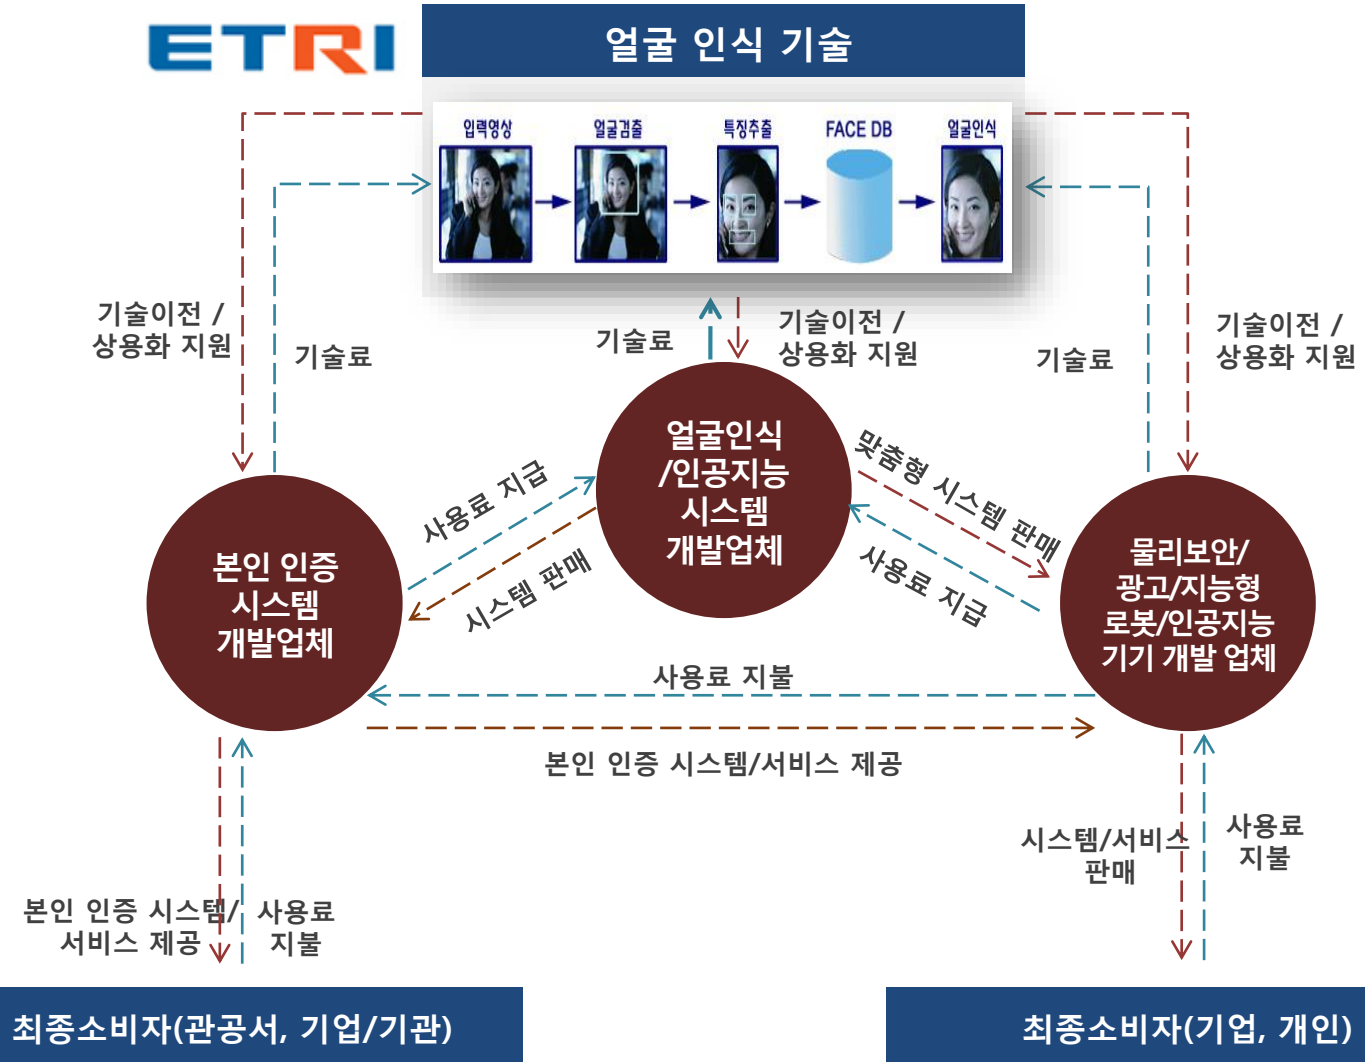 ETRI
얼굴 인식 기술
입력영상
얼굴검출
특징추출
FACE DB
얼굴인식
기술이전 /
상용화 지원
기술료
기술료
기술이전 /
상용화 지원
기술료
기술이전 /
상용화 지원
얼굴인식
/인공지능
시스템
개발업체
사용료 지급
시스템 판매
맞춤형 시스템 판매
사용료 지급
본인 인증
시스템
개발업체
물리보안/
광고/지능형
로봇/인공지능
기기 개발 업체
사용료 지불
본인 인증 시스템/서비스 제공
본인 인증 시스템/
서비스 제공
사용료
지불
시스템/서비스
판매
사용료
지불
최종소비자(관공서, 기업/기관)
최종소비자(기업, 개인)